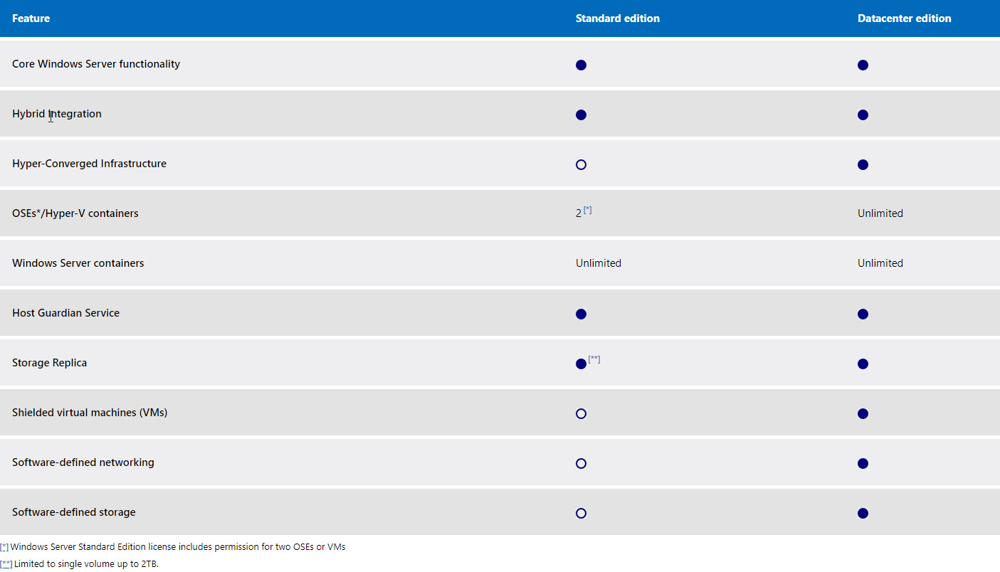 Feature Standard edition Datacenter edition
Core Windows Server functionality
Hybrid Integration
Hyper-Converged Infrastructure
OSEs*/Hyper-V containers 2 [*] Unlimited
Windows Server containers Unlimited Unlimited
Host Guardian Service
Storage Replica [**]
Shielded virtual machines (VMs)
Software-defined networking
Software-defined storage
[*] Windows Server Standard Edition license includes permission for two OSEs or VMs
[**] Limited to single volume up to 2TB.